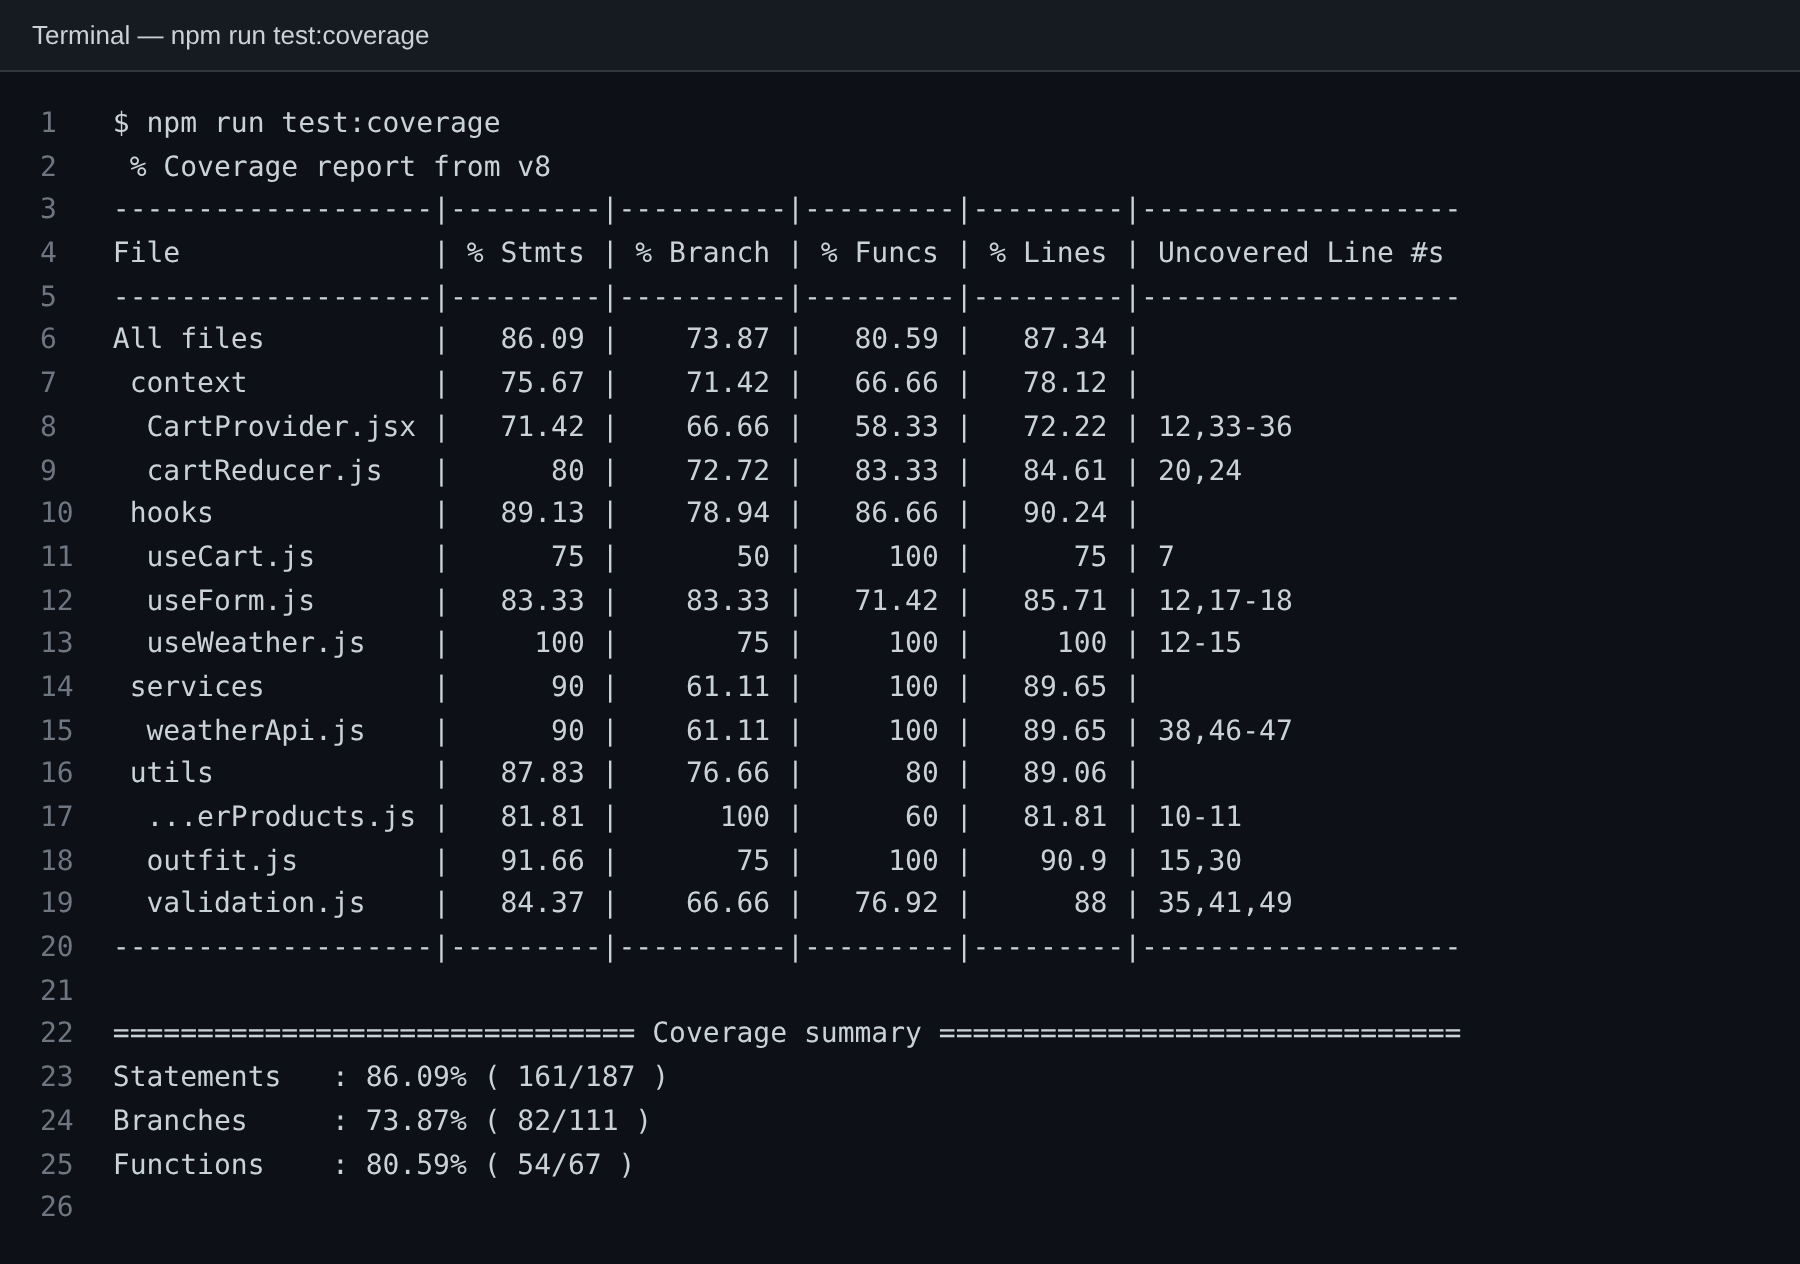 Terminal — npm run test:coverage
1 $ npm run test:coverage
2  % Coverage report from v8
3 -------------------|---------|----------|---------|---------|-------------------
4 File               | % Stmts | % Branch | % Funcs | % Lines | Uncovered Line #s
5 -------------------|---------|----------|---------|---------|-------------------
6 All files          |   86.09 |    73.87 |   80.59 |   87.34 |
7  context           |   75.67 |    71.42 |   66.66 |   78.12 |
8   CartProvider.jsx |   71.42 |    66.66 |   58.33 |   72.22 | 12,33-36
9   cartReducer.js   |      80 |    72.72 |   83.33 |   84.61 | 20,24
10  hooks             |   89.13 |    78.94 |   86.66 |   90.24 |
11   useCart.js       |      75 |       50 |     100 |      75 | 7
12   useForm.js       |   83.33 |    83.33 |   71.42 |   85.71 | 12,17-18
13   useWeather.js    |     100 |       75 |     100 |     100 | 12-15
14  services          |      90 |    61.11 |     100 |   89.65 |
15   weatherApi.js    |      90 |    61.11 |     100 |   89.65 | 38,46-47
16  utils             |   87.83 |    76.66 |      80 |   89.06 |
17   ...erProducts.js |   81.81 |      100 |      60 |   81.81 | 10-11
18   outfit.js        |   91.66 |       75 |     100 |    90.9 | 15,30
19   validation.js    |   84.37 |    66.66 |   76.92 |      88 | 35,41,49
20 -------------------|---------|----------|---------|---------|-------------------
21
22 =============================== Coverage summary ===============================
23 Statements   : 86.09% ( 161/187 )
24 Branches     : 73.87% ( 82/111 )
25 Functions    : 80.59% ( 54/67 )
26